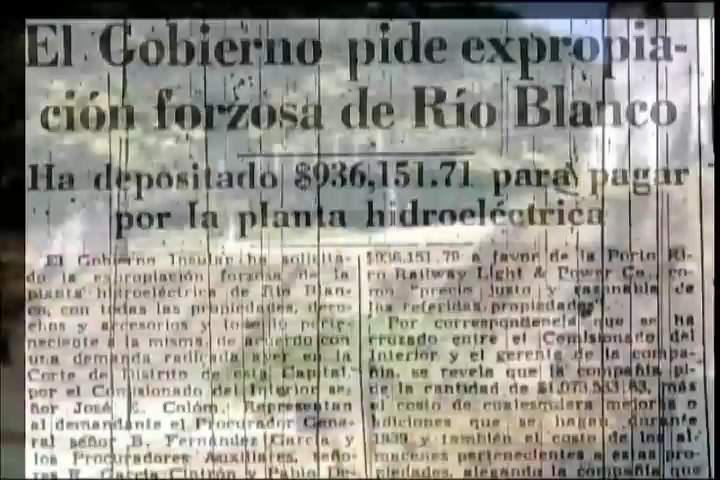 El Gobierno pide expropia-
ción forzosa de Río Blanco
Ha depositado $936,151.71 para pagar
por la planta hidroeléctrica
El Gobierno Insular ha solicita-
do la expropiación forzosa de la
planta hidroeléctrica de Río Blan-
co, con todas las propiedades, dere-
chos y accesorios y todo lo perte-
neciente a la misma, de acuerdo con
una demanda radicada ayer en la
Corte de Distrito de esta Capital,
por el Comisionado del Interior se-
ñor José E. Colóm. Representan
al demandante el Procurador Gene-
ral señor B. Fernández García y
los Procuradores Auxiliares, seño-
res R. García Cintrón y Pablo De-
$936,151.70 a favor de la Porto Ri-
co Railway Light & Power Co., co-
mo "precio justo y razonable de
las referidas propiedades"
Por correspondencia que se ha
cruzado entre el Comisionado del
Interior y el gerente de la compa-
ñía, se revela que la compañía pi-
de la cantidad de más
el costo de cualesquiera mejoras o
adiciones que se hagan durante
1939 y también el costo de los al-
macenes pertenecientes a estas pro-
piedades, alegando la compañía que